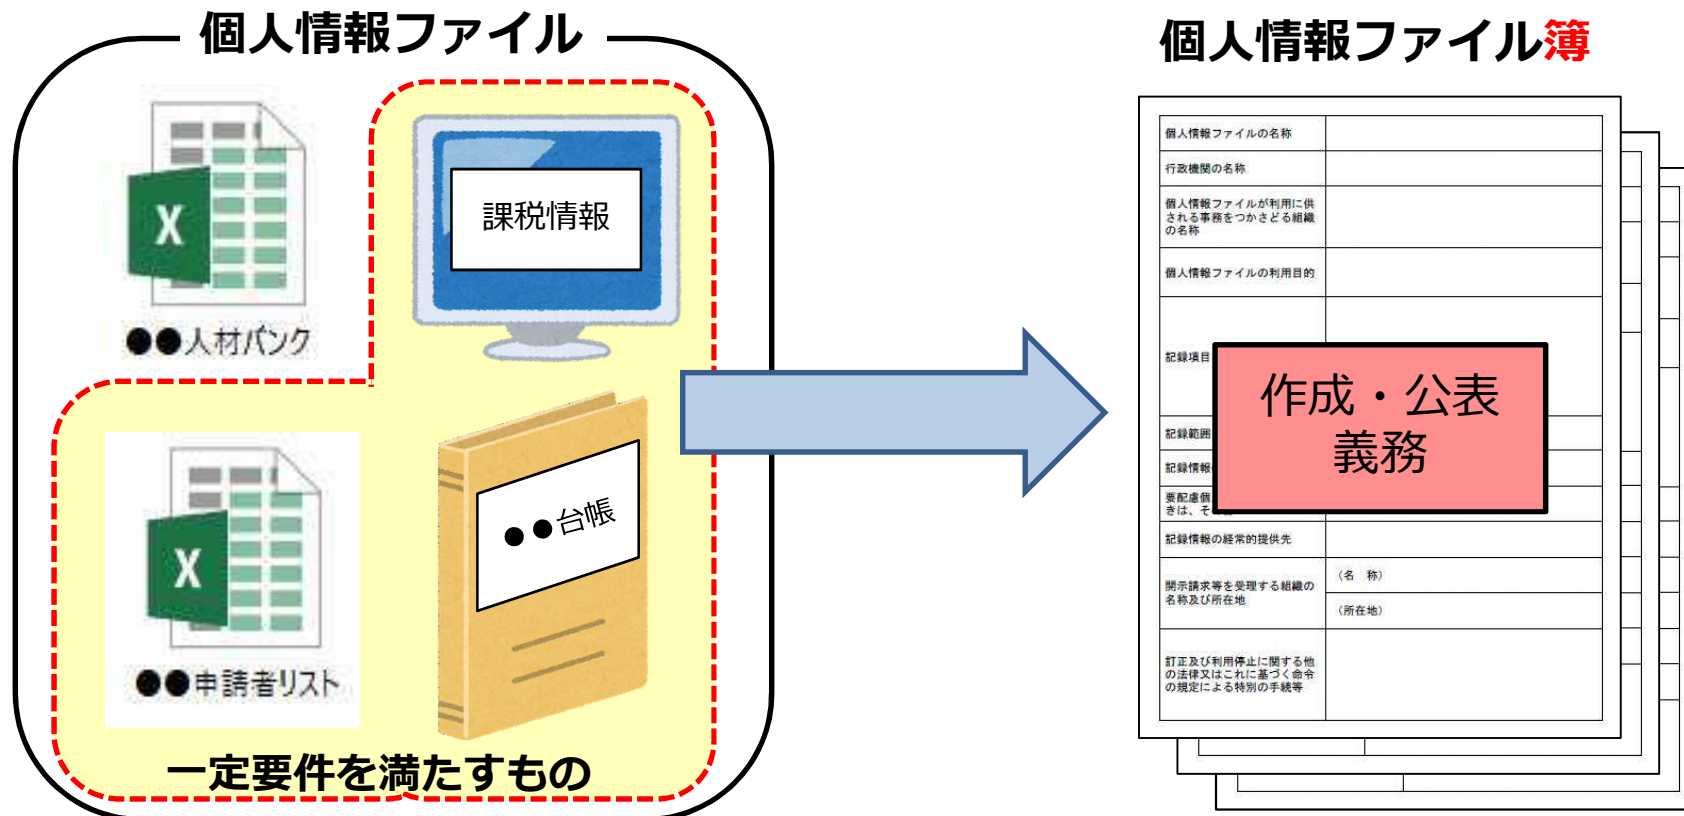 個人情報ファイル
X
●●人材バンク
課税情報
X
●●申請者リスト
●●台帳
一定要件を満たすもの
個人情報ファイル簿
個人情報ファイルの名称
行政機関の名称
個人情報ファイルが利用に供
される事務をつかさどる組織
の名称
個人情報ファイルの利用目的
記録項目
記録範囲
記録情報
要配慮個
きは、そ
作成・公表
義務
記録情報の経常的提供先
開示請求等を受理する組織の
名称及び所在地
（名　称）
（所在地）
訂正及び利用停止に関する他
の法律又はこれに基づく命令
の規定による特別の手続等